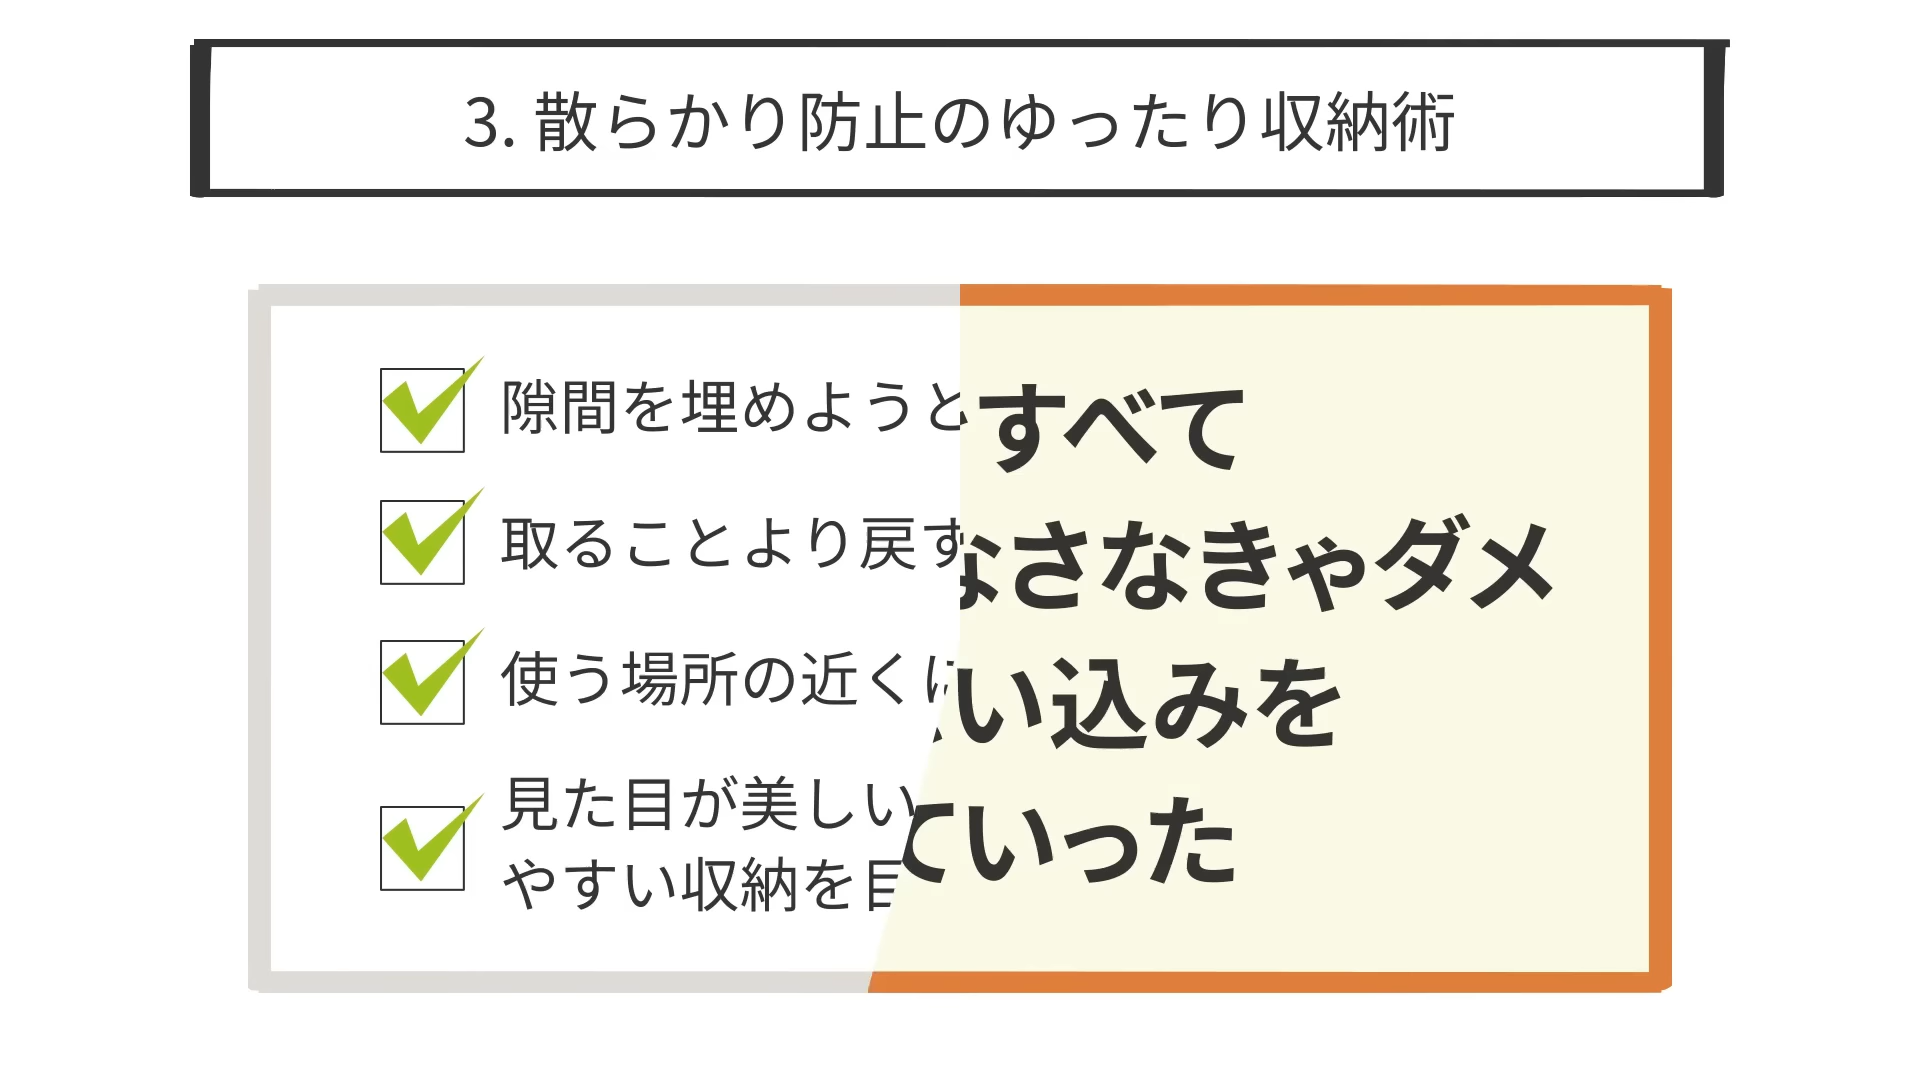 3. 散らかり防止のゆったり収納術
隙間を埋めようと
取ることより戻す
使う場所の近くに
見た目が美しい
やすい収納を目
すべて
なさなきゃダメ
い込みを
ていった